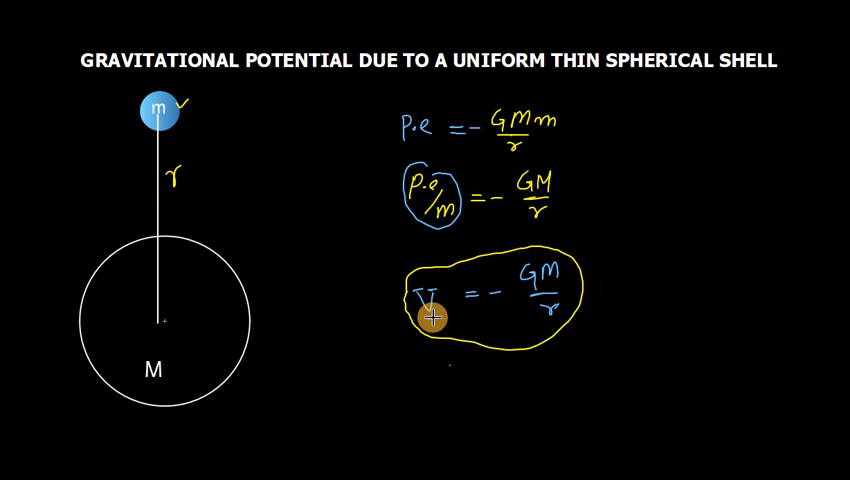 GRAVITATIONAL POTENTIAL DUE TO A UNIFORM THIN SPHERICAL SHELL
m ✓
r
M
P.e = - GMm/r
P.e/m = - GM/r
V = - GM/r